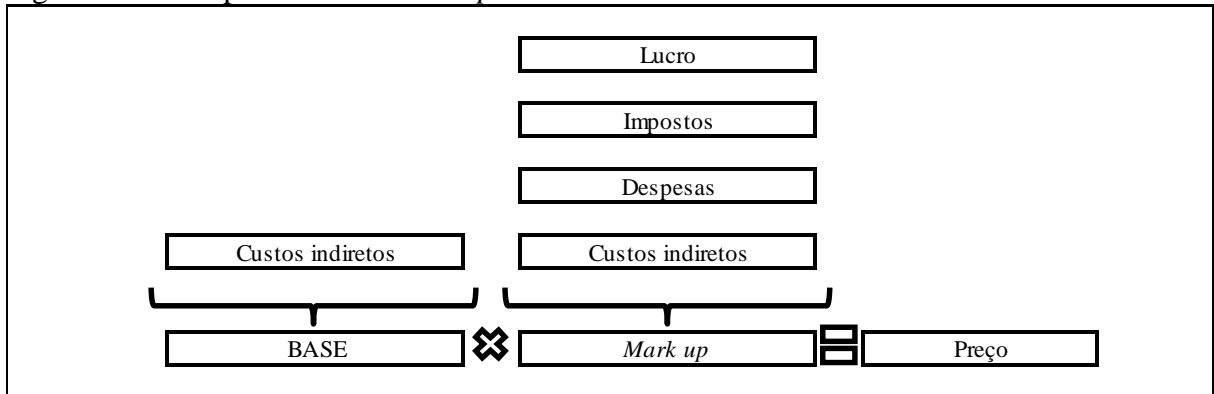 Lucro
Impostos
Despesas
Custos indiretos Custos indiretos
BASE Mark up Preço